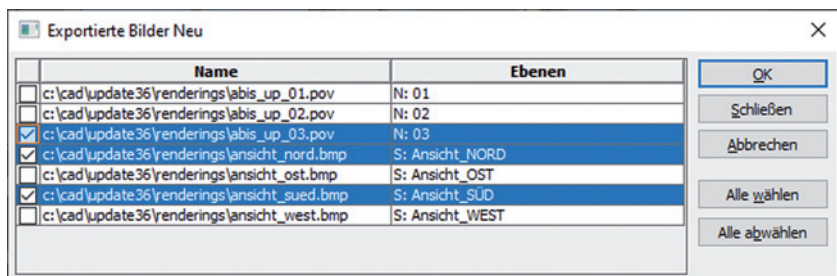 Exportierte Bilder Neu
Name Ebenen
c:\cad\update36\renderings\abis_up_01.pov N: 01
c:\cad\update36\renderings\abis_up_02.pov N: 02
c:\cad\update36\renderings\abis_up_03.pov N: 03
c:\cad\update36\renderings\ansicht_nord.bmp S: Ansicht_NORD
c:\cad\update36\renderings\ansicht_ost.bmp S: Ansicht_OST
c:\cad\update36\renderings\ansicht_sued.bmp S: Ansicht_SÜD
c:\cad\update36\renderings\ansicht_west.bmp S: Ansicht_WEST
OK
Schließen
Abbrechen
Alle wählen
Alle abwählen